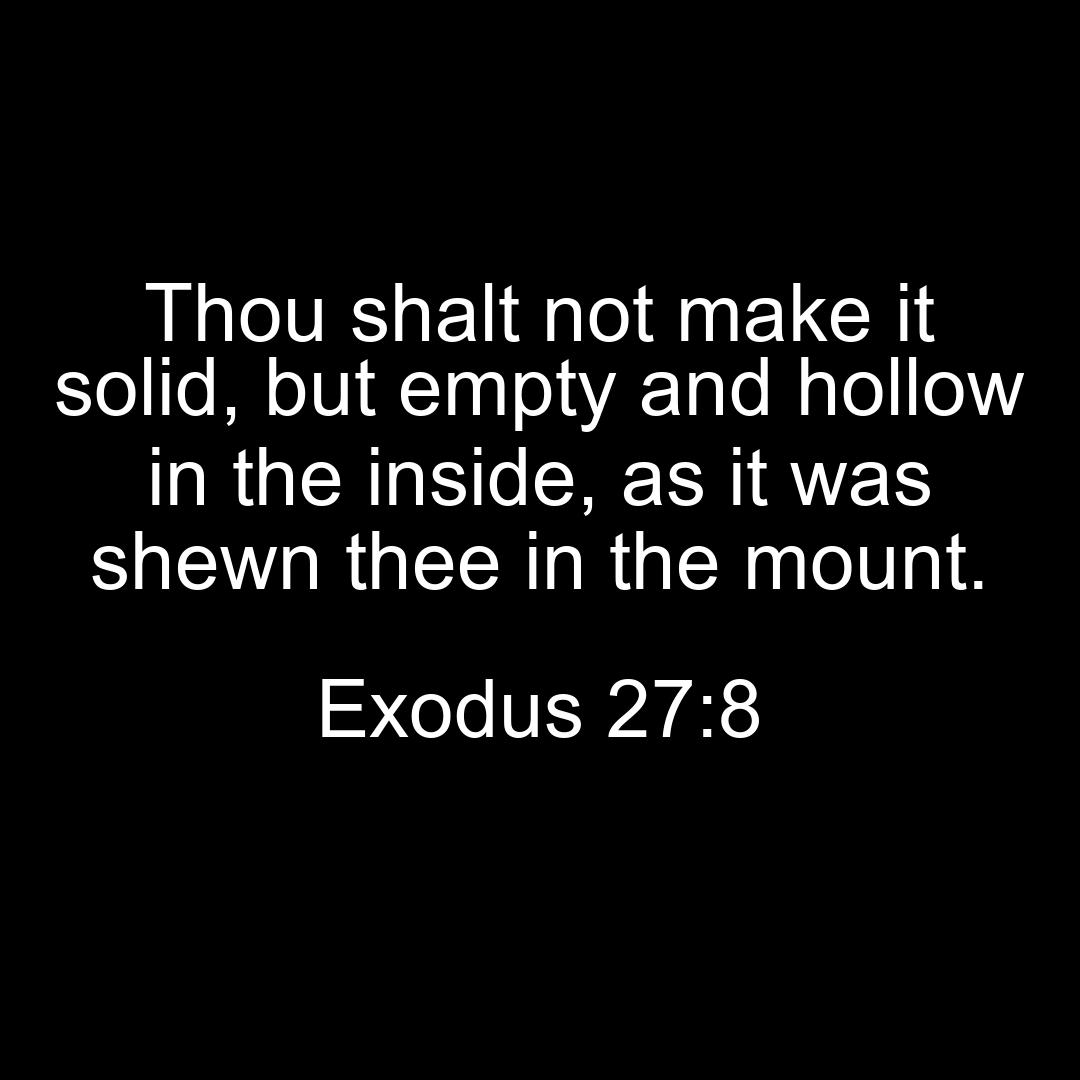 Thou shalt not make it
solid, but empty and hollow
in the inside, as it was
shewn thee in the mount.
Exodus 27:8